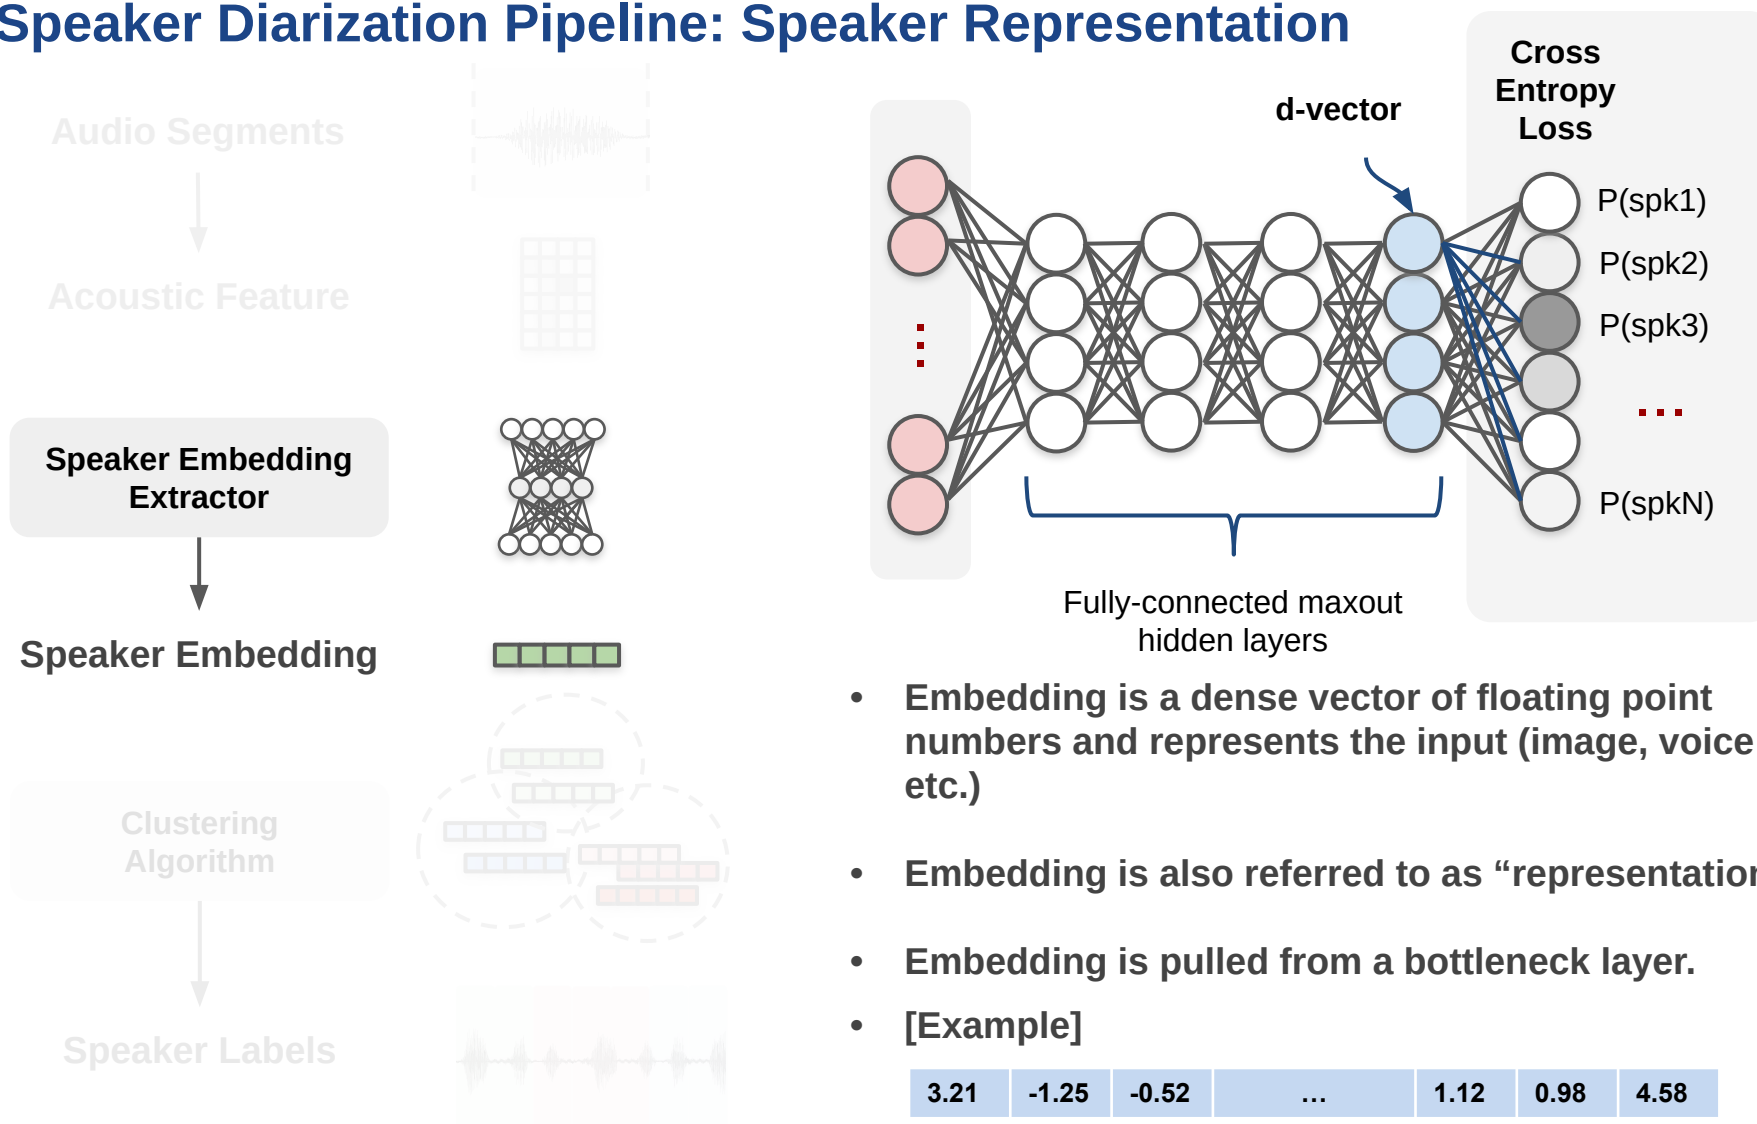 Speaker Diarization Pipeline: Speaker Representation
Audio Segments
Acoustic Feature
Speaker Embedding
Extractor
Speaker Embedding
Clustering
Algorithm
Speaker Labels
d-vector
Cross
Entropy
Loss
P(spk1)
P(spk2)
P(spk3)
...
P(spkN)
Fully-connected maxout
hidden layers
• Embedding is a dense vector of floating point
numbers and represents the input (image, voice
etc.)
• Embedding is also referred to as “representation
• Embedding is pulled from a bottleneck layer.
• [Example]
3.21 -1.25 -0.52 … 1.12 0.98 4.58